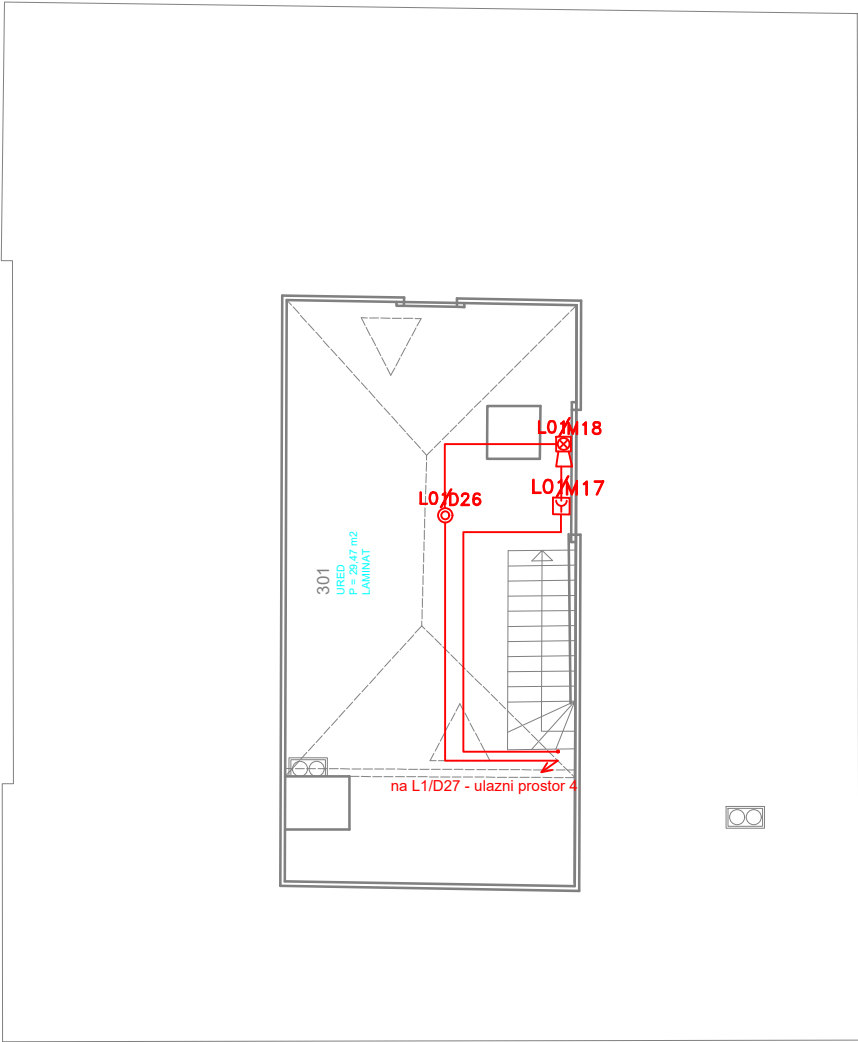 L01/M18
L01/M17
L01/D26
301
URED
P = 29,47 m2
LAMINAT
na L1/D27 - ulazni prostor 4